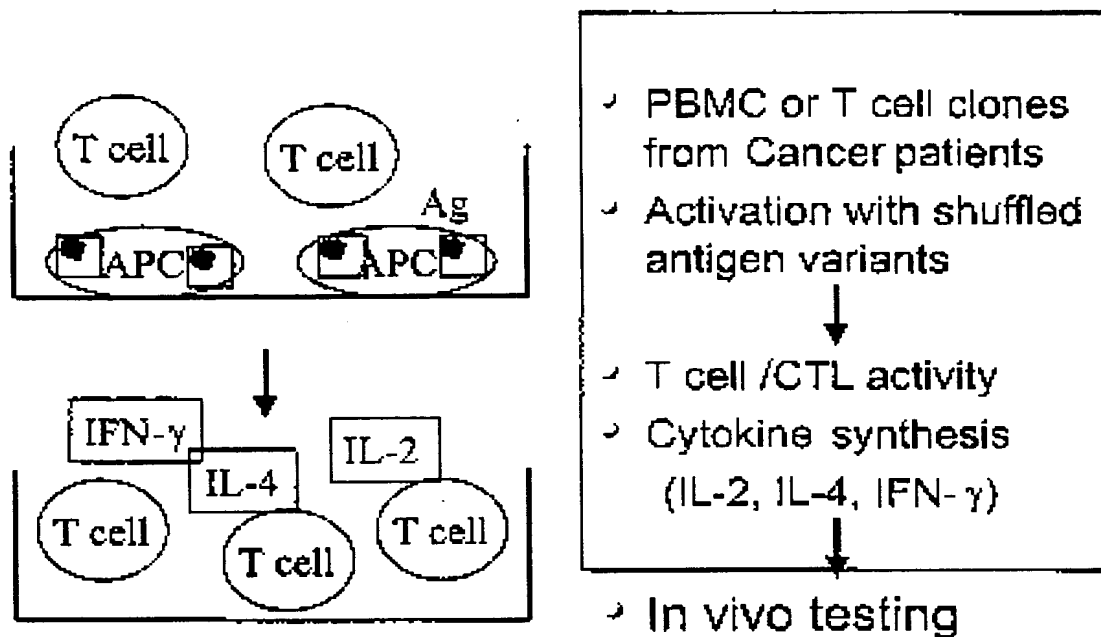 T cell
T cell
Ag
APC
APC
IFN-γ
IL-4
IL-2
T cell
T cell
T cell
PBMC or T cell clones
from Cancer patients
Activation with shuffled
antigen variants
T cell /CTL activity
Cytokine synthesis
(IL-2, IL-4, IFN- γ)
In vivo testing